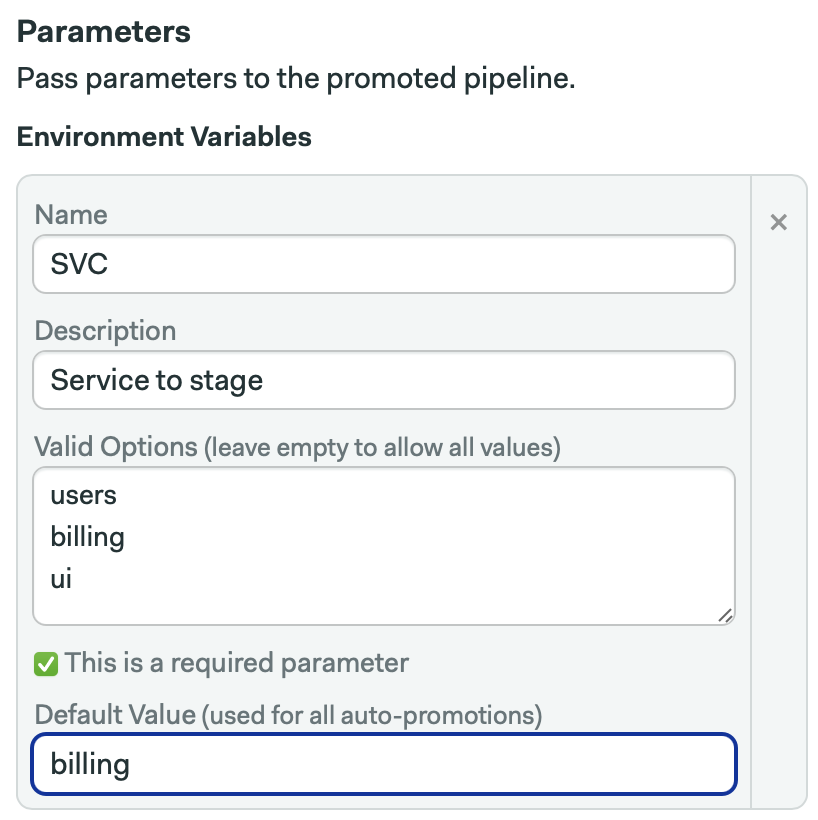 Parameters
Pass parameters to the promoted pipeline.
Environment Variables
Name
SVC
Description
Service to stage
Valid Options (leave empty to allow all values)
users
billing
ui
This is a required parameter
Default Value (used for all auto-promotions)
billing